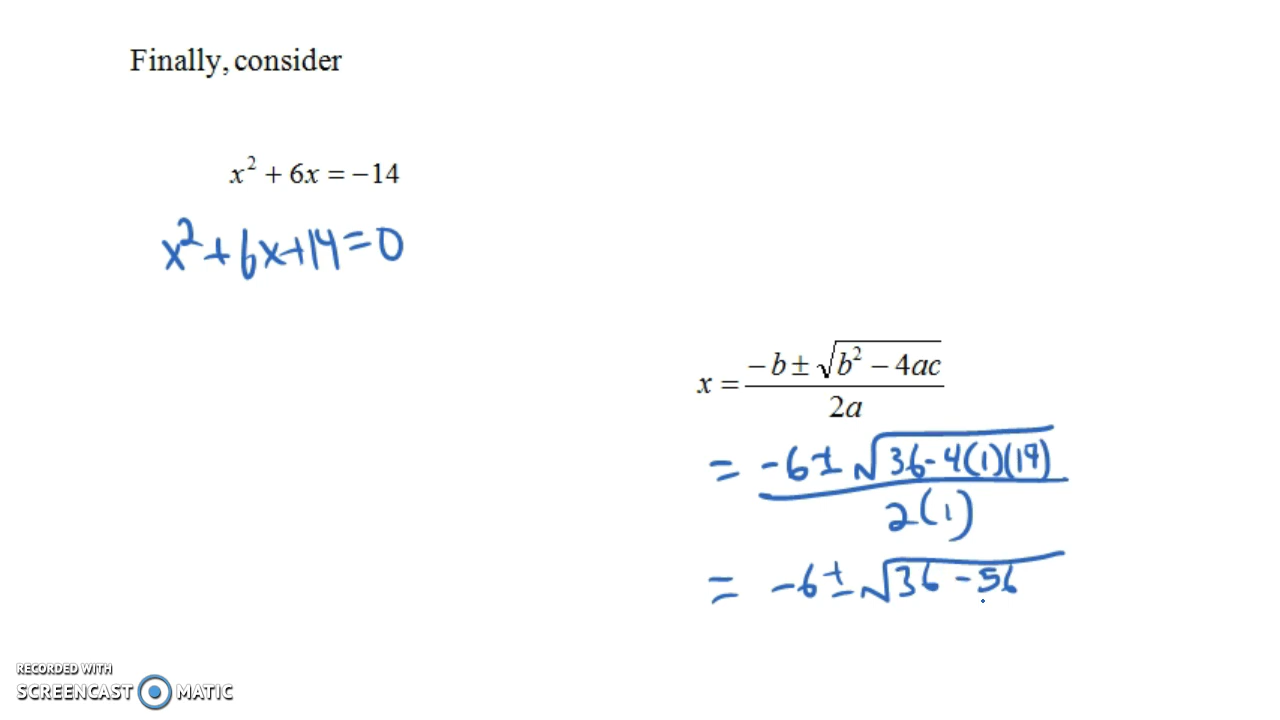 Finally, consider
x² + 6x = −14
x² + 6x + 14 = 0
x = (−b ± √(b² − 4ac)) / 2a
= (-6 ± √(36 - 4(1)(14))) / 2(1)
= -6 ± √(36 - 56
RECORDED WITH
SCREENCAST MATIC